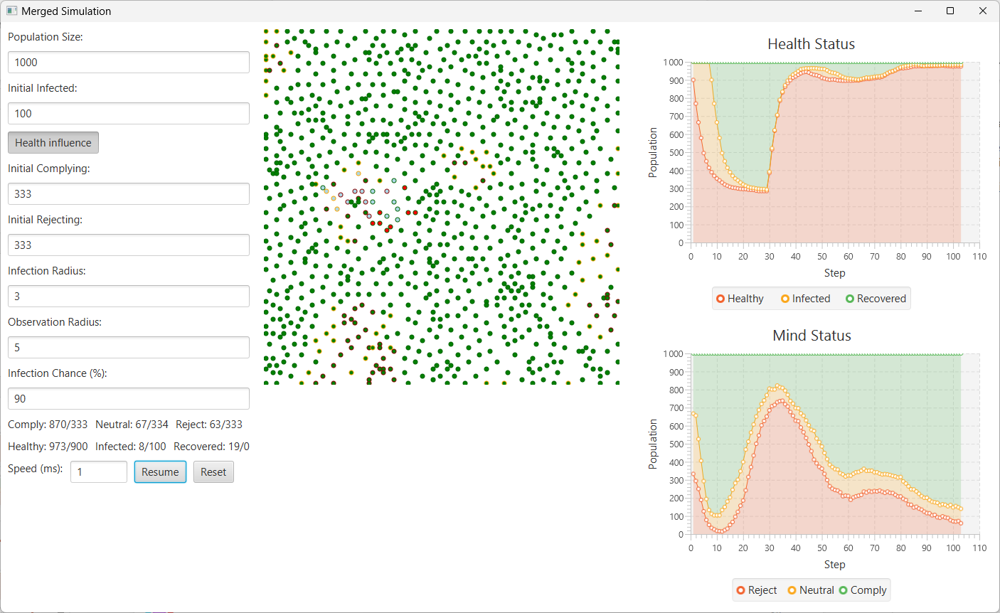 Merged Simulation
Population Size:
1000
Initial Infected:
100
Health influence
Initial Complying:
333
Initial Rejecting:
333
Infection Radius:
3
Observation Radius:
5
Infection Chance (%):
90
Comply: 870/333 Neutral: 67/334 Reject: 63/333
Healthy: 973/900 Infected: 8/100 Recovered: 19/0
Speed (ms): 1 Resume Reset
Health Status
1 000
900
800
700
600
500
400
300
200
100
0
Population
0 10 20 30 40 50 60 70 80 90 100 110
Step
Healthy Infected Recovered
Mind Status
1 000
900
800
700
600
500
400
300
200
100
0
Population
0 10 20 30 40 50 60 70 80 90 100 110
Step
Reject Neutral Comply